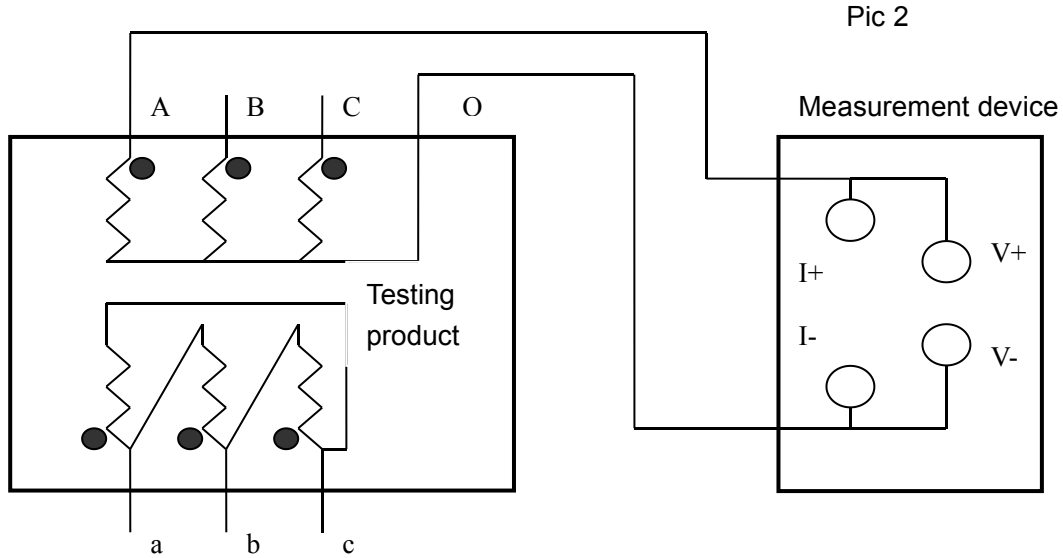 Pic 2
A B C O
Measurement device
I+
V+
I-
V-
Testing
product
a b c